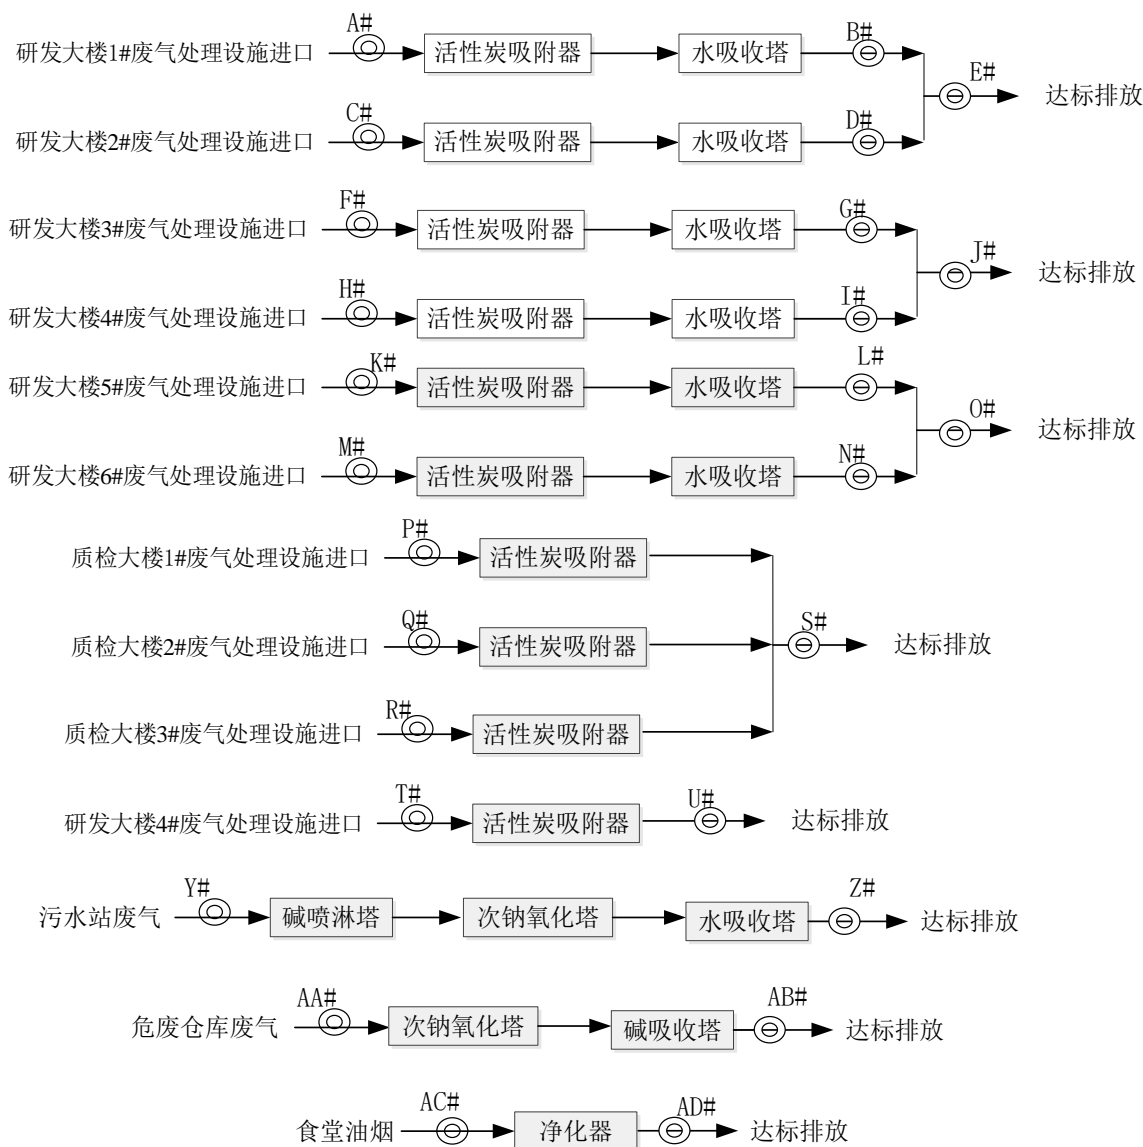 A#
研发大楼1#废气处理设施进口 活性炭吸附器 水吸收塔 B#
E# 达标排放
C#
研发大楼2#废气处理设施进口 活性炭吸附器 水吸收塔 D#
F#
研发大楼3#废气处理设施进口 活性炭吸附器 水吸收塔 G#
J# 达标排放
H#
研发大楼4#废气处理设施进口 活性炭吸附器 水吸收塔 I#
K#
研发大楼5#废气处理设施进口 活性炭吸附器 水吸收塔 L#
O# 达标排放
M#
研发大楼6#废气处理设施进口 活性炭吸附器 水吸收塔 N#
P#
质检大楼1#废气处理设施进口 活性炭吸附器
Q#
质检大楼2#废气处理设施进口 活性炭吸附器 S# 达标排放
R#
质检大楼3#废气处理设施进口 活性炭吸附器
T#
研发大楼4#废气处理设施进口 活性炭吸附器 U# 达标排放
Y#
污水站废气 碱喷淋塔 次钠氧化塔 水吸收塔 Z# 达标排放
AA#
危废仓库废气 次钠氧化塔 碱吸收塔 AB# 达标排放
AC#
食堂油烟 净化器 AD# 达标排放